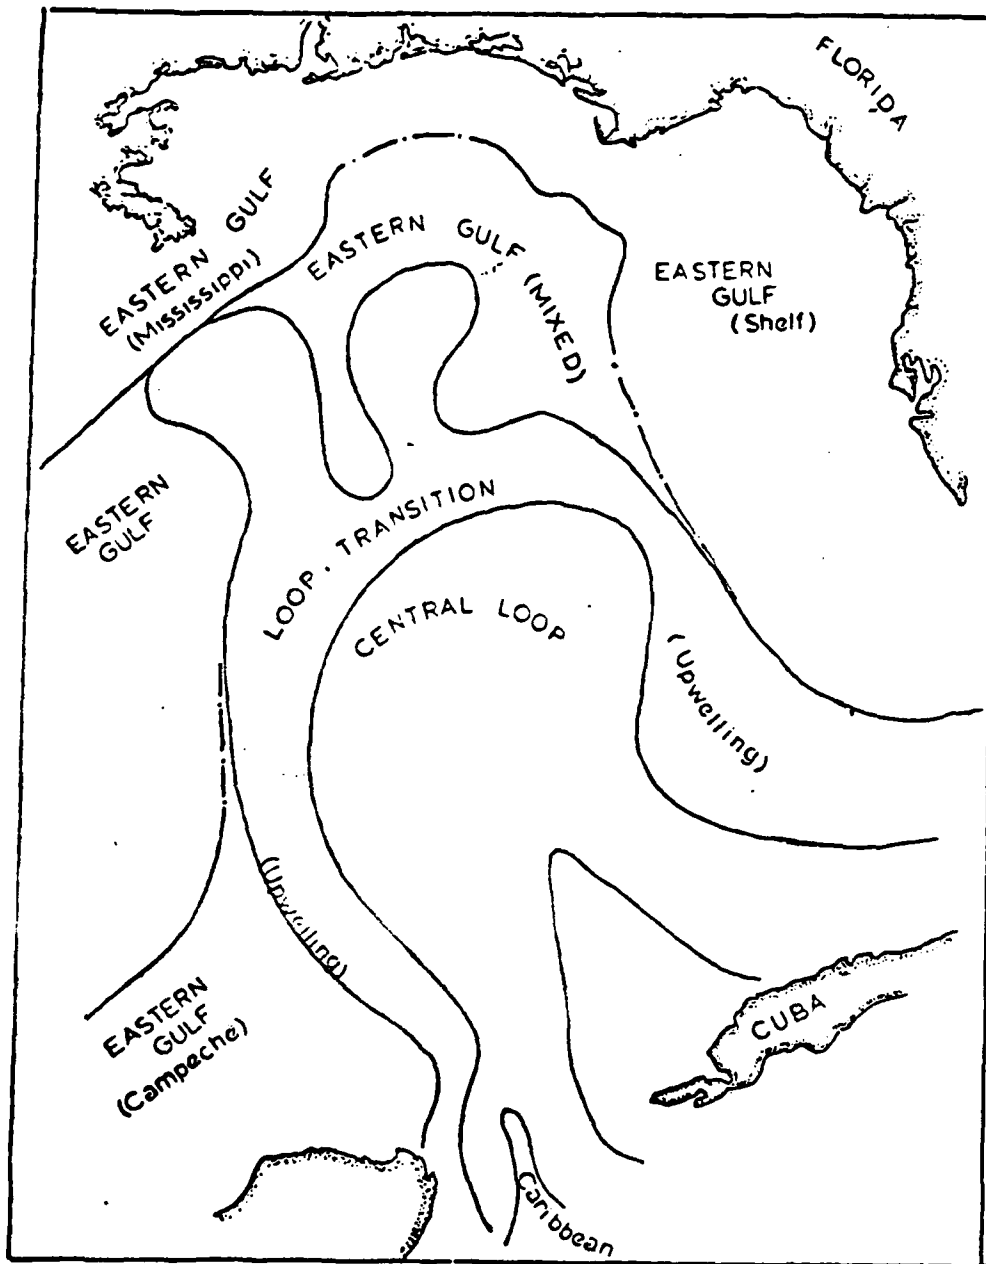 FLORIDA
EASTERN GULF
(Mississippi)
EASTERN GULF (MIXED)
EASTERN
GULF
(Shelf)
EASTERN
GULF
LOOP . TRANSITION
CENTRAL LOOP
(Upwelling)
(Upwelling)
EASTERN
GULF
(Campeche)
CUBA
Caribbean